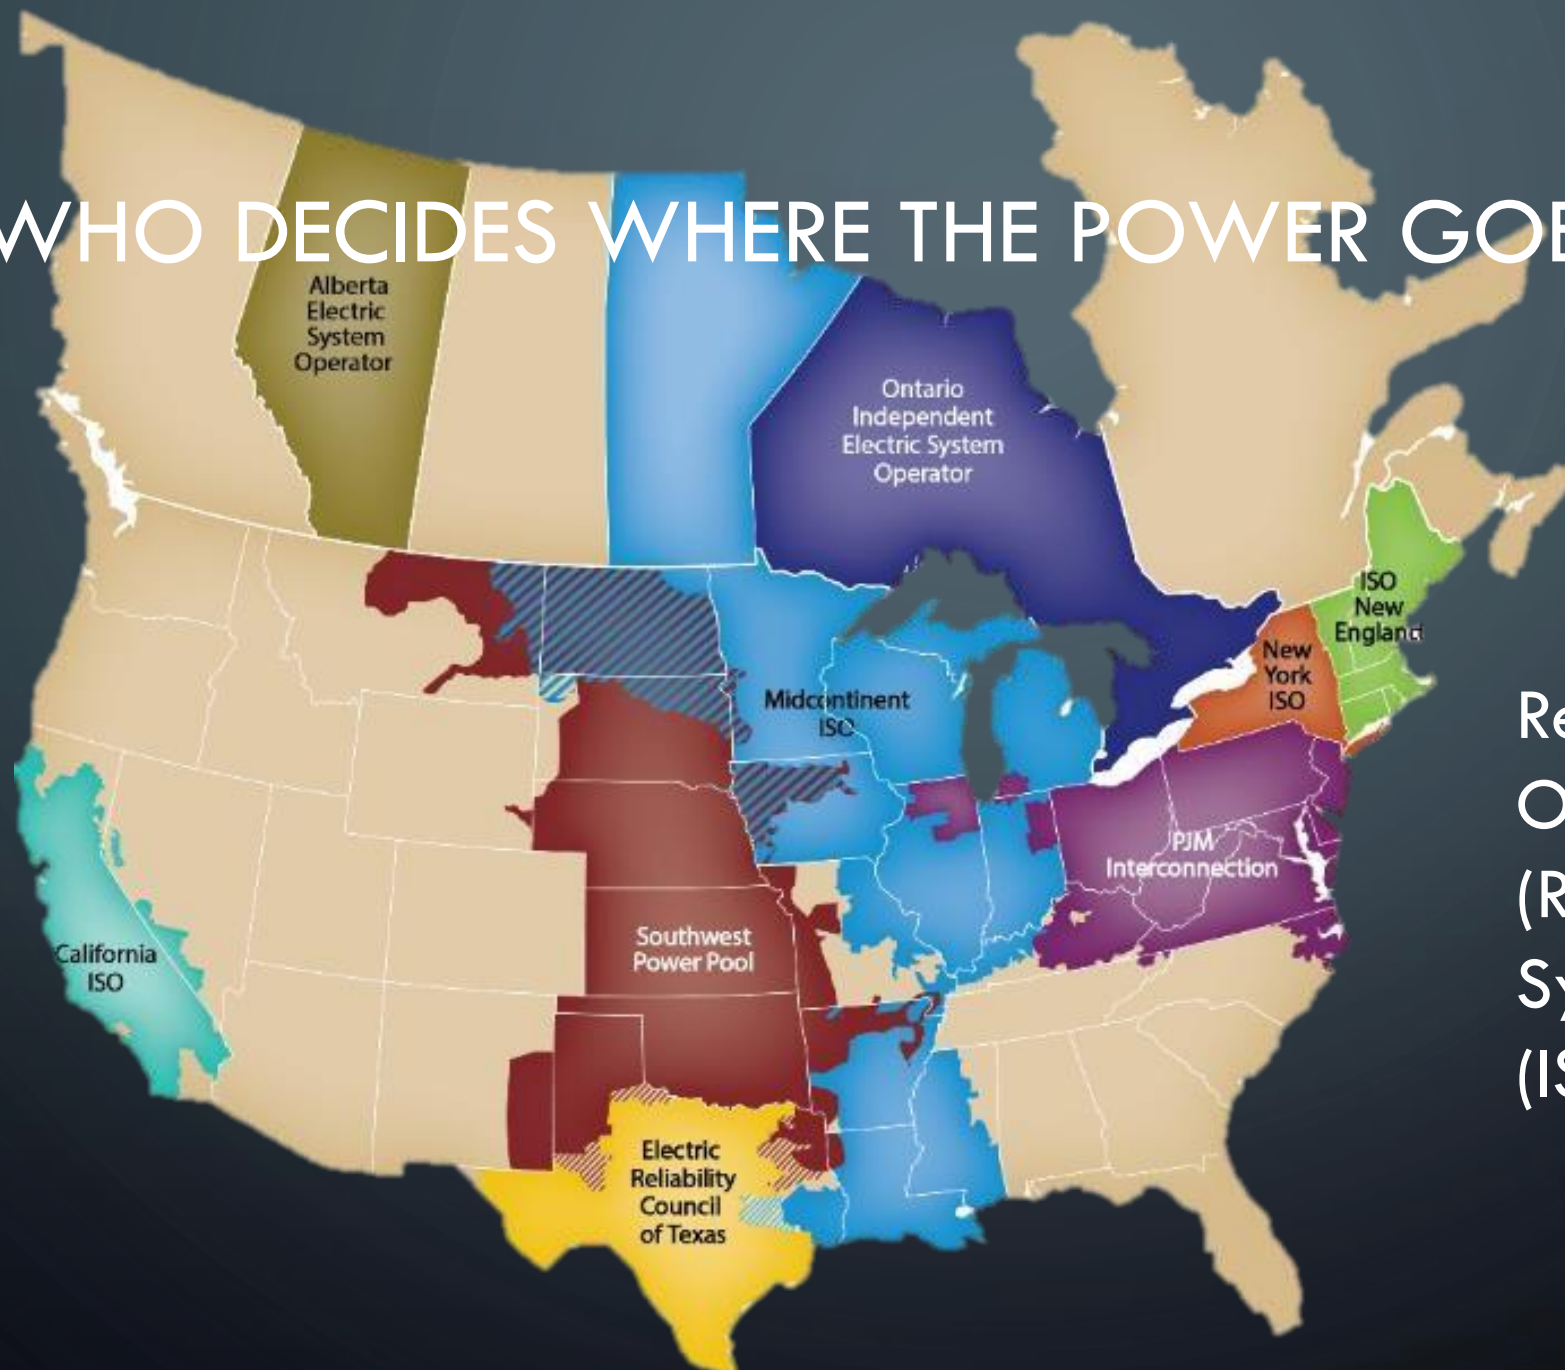 WHO DECIDES WHERE THE POWER GOE
Alberta
Electric
System
Operator
Ontario
Independent
Electric System
Operator
ISO
New
England
New
York
ISO
Midcontinent
ISO
PJM
Interconnection
Southwest
Power Pool
California
ISO
Electric
Reliability
Council
of Texas
Re
O
(R
Sy
(IS